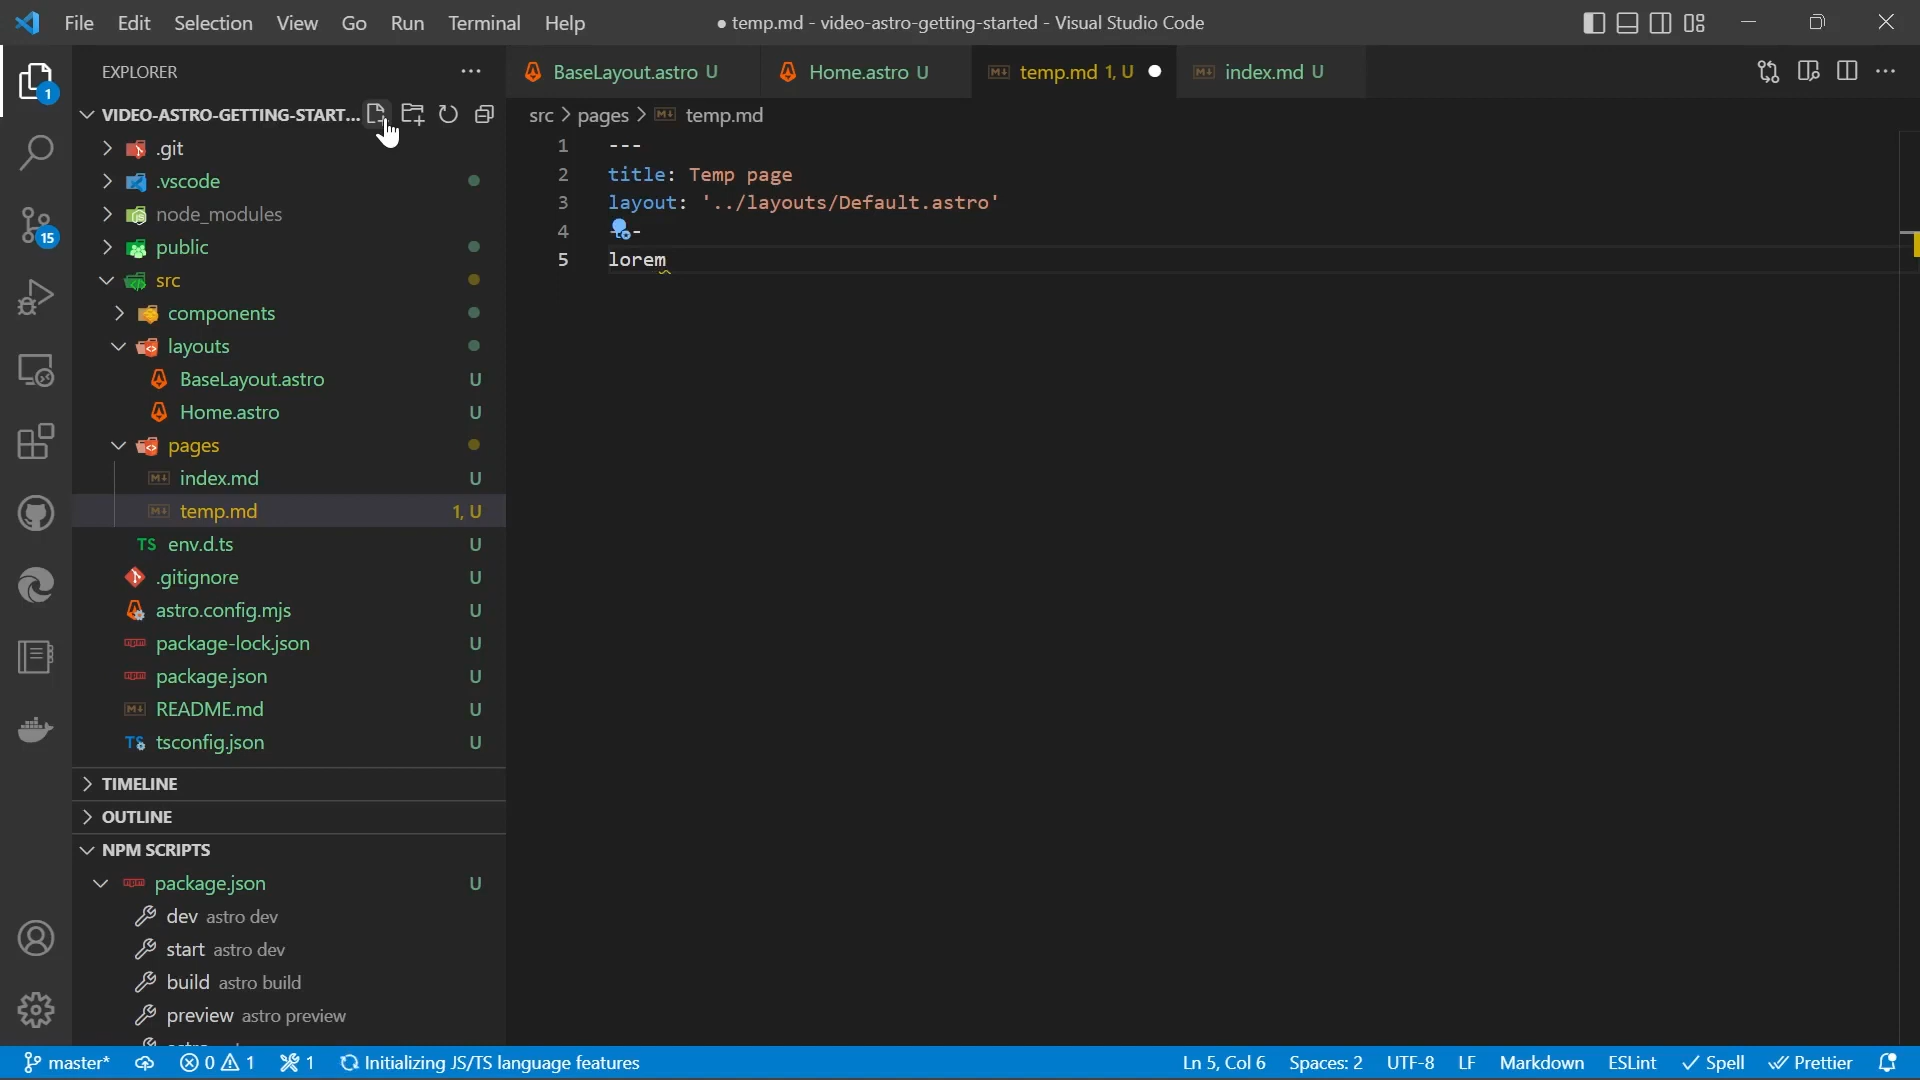 File Edit Selection View Go Run Terminal Help
● temp.md - video-astro-getting-started - Visual Studio Code
EXPLORER
BaseLayout.astro U
Home.astro U
temp.md 1, U
index.md U
VIDEO-ASTRO-GETTING-START...
src > pages > temp.md
.git
.vscode
node_modules
public
src
components
layouts
BaseLayout.astro U
Home.astro U
pages
index.md U
temp.md 1, U
env.d.ts U
.gitignore U
astro.config.mjs U
package-lock.json U
package.json U
README.md U
tsconfig.json U
1 ---
2 title: Temp page
3 layout: '../layouts/Default.astro'
4 ---
5 lorem
1
15
TIMELINE
OUTLINE
NPM SCRIPTS
package.json U
dev astro dev
start astro dev
build astro build
preview astro preview
master* 0 1 1 Initializing JS/TS language features
Ln 5, Col 6 Spaces: 2 UTF-8 LF Markdown ESLint Spell Prettier